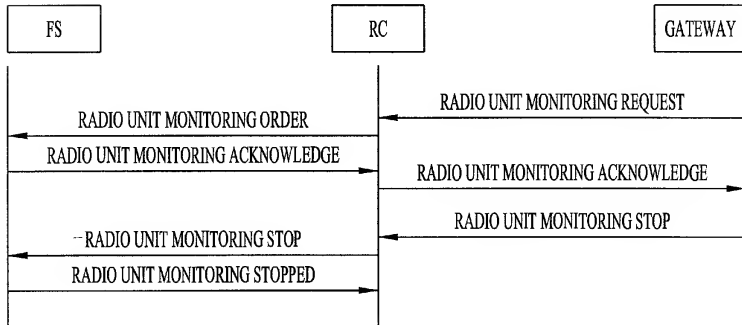 FS
RC
GATEWAY
RADIO UNIT MONITORING REQUEST
RADIO UNIT MONITORING ORDER
RADIO UNIT MONITORING ACKNOWLEDGE
RADIO UNIT MONITORING ACKNOWLEDGE
RADIO UNIT MONITORING STOP
RADIO UNIT MONITORING STOP
RADIO UNIT MONITORING STOPPED